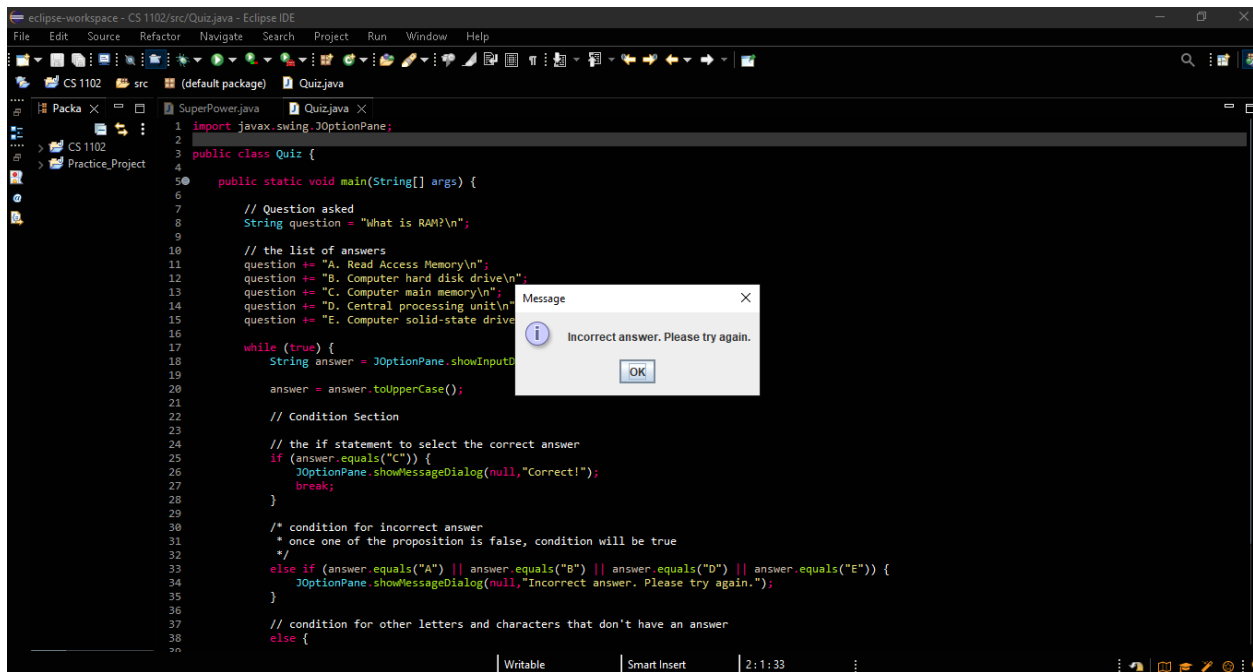 eclipse-workspace - CS 1102/src/Quiz.java - Eclipse IDE
File Edit Source Refactor Navigate Search Project Run Window Help
CS 1102 src (default package) Quiz.java
Packa SuperPower.java Quiz.java
CS 1102
Practice_Project
1 import javax.swing.JOptionPane;
2
3 public class Quiz {
4
5 public static void main(String[] args) {
6
7 // Question asked
8 String question = "What is RAM?\n";
9
10 // the list of answers
11 question += "A. Read Access Memory\n";
12 question += "B. Computer hard disk drive\n";
13 question += "C. Computer main memory\n";
14 question += "D. Central processing unit\n"
15 question += "E. Computer solid-state drive
16
17 while (true) {
18 String answer = JOptionPane.showInputD
19
20 answer = answer.toUpperCase();
21
22 // Condition Section
23
24 // the if statement to select the correct answer
25 if (answer.equals("C")) {
26 JOptionPane.showMessageDialog(null,"Correct!");
27 break;
28 }
29
30 /* condition for incorrect answer
31 * once one of the proposition is false, condition will be true
32 */
33 else if (answer.equals("A") || answer.equals("B") || answer.equals("D") || answer.equals("E")) {
34 JOptionPane.showMessageDialog(null,"Incorrect answer. Please try again.");
35 }
36
37 // condition for other letters and characters that don't have an answer
38 else {
Message
Incorrect answer. Please try again.
OK
Writable Smart Insert 2 : 1 : 33